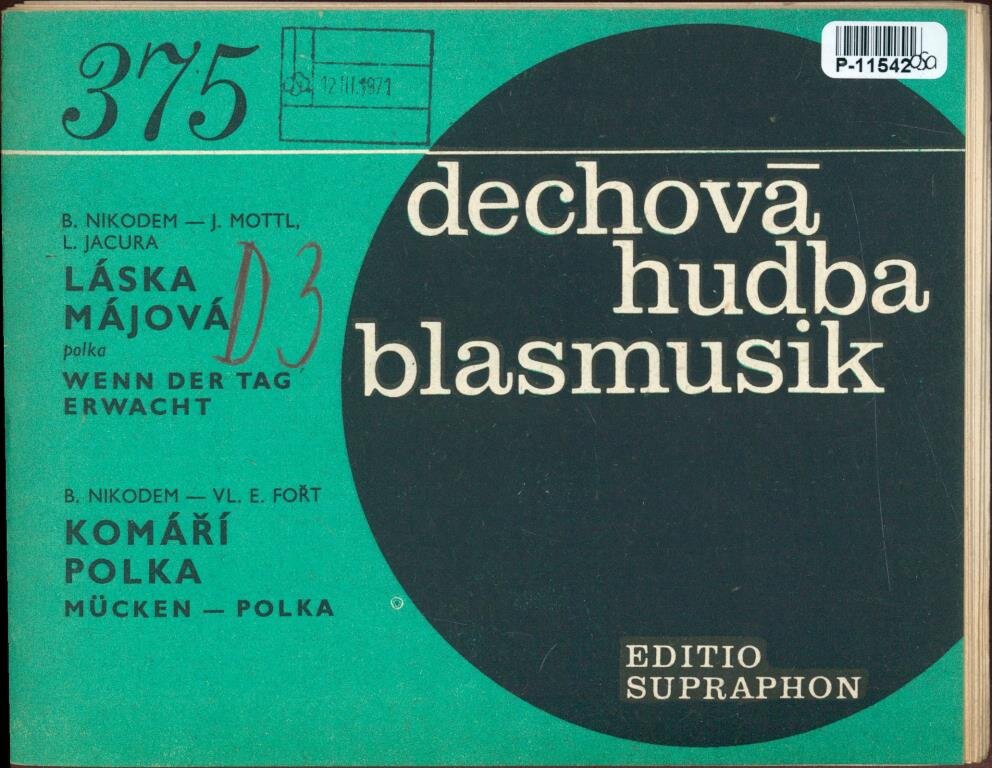 375
12 III. 1971
P-11542
osa
B. NIKODEM — J. MOTTL,
L. JACURA
LÁSKA
MÁJOVÁ
polka
WENN DER TAG
ERWACHT
D3
B. NIKODEM — VL. E. FOŘT
KOMÁŘÍ
POLKA
MÜCKEN — POLKA
dechová
hudba
blasmusik
EDITIO
SUPRAPHON